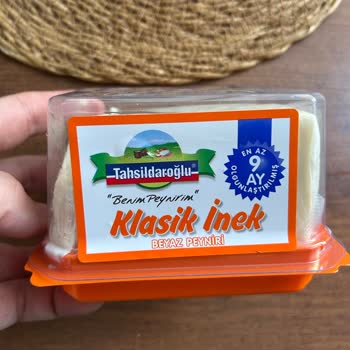 Tahsildaroğlu
"Benim Peynirim"
Klasik İnek
BEYAZ PEYNİRİ
EN AZ
9
AY
OLGUNLAŞTIRILMIŞ